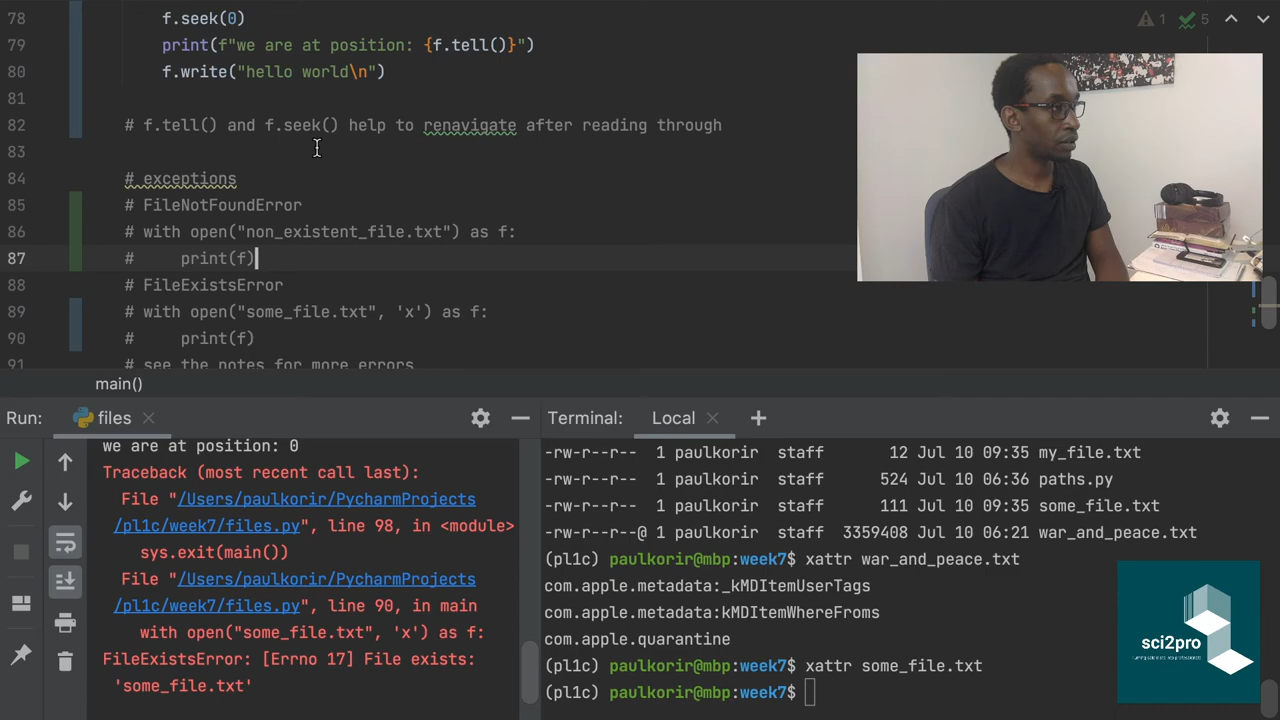 78 f.seek(0)
79 print(f"we are at position: {f.tell()}")
80 f.write("hello world\n")
81
82 # f.tell() and f.seek() help to renavigate after reading through
83
84 # exceptions
85 # FileNotFoundError
86 # with open("non_existent_file.txt") as f:
87 #     print(f)
88 # FileExistsError
89 # with open("some_file.txt", 'x') as f:
90 #     print(f)
91 # see the notes for more errors
1 5
main()
Run: files
we are at position: 0
Traceback (most recent call last):
File "/Users/paulkorir/PycharmProjects
/pl1c/week7/files.py", line 98, in <module>
sys.exit(main())
File "/Users/paulkorir/PycharmProjects
/pl1c/week7/files.py", line 90, in main
with open("some_file.txt", 'x') as f:
FileExistsError: [Errno 17] File exists:
'some_file.txt'
Terminal: Local
-rw-r--r-- 1 paulkorir staff 12 Jul 10 09:35 my_file.txt
-rw-r--r-- 1 paulkorir staff 524 Jul 10 06:36 paths.py
-rw-r--r-- 1 paulkorir staff 111 Jul 10 09:35 some_file.txt
-rw-r--r--@ 1 paulkorir staff 3359408 Jul 10 06:21 war_and_peace.txt
(pl1c) paulkorir@mbp:week7$ xattr war_and_peace.txt
com.apple.metadata:_kMDItemUserTags
com.apple.metadata:kMDItemWhereFroms
com.apple.quarantine
(pl1c) paulkorir@mbp:week7$ xattr some_file.txt
(pl1c) paulkorir@mbp:week7$
sci2pro